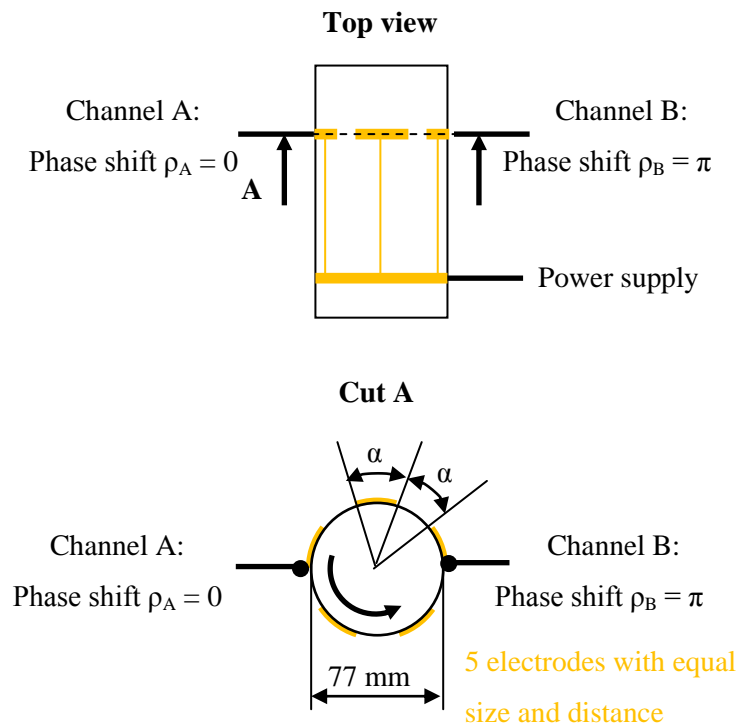 Top view
Channel A:
Phase shift ρA = 0
A
Channel B:
Phase shift ρB = π
Power supply
Cut A
α
α
Channel A:
Phase shift ρA = 0
Channel B:
Phase shift ρB = π
77 mm
5 electrodes with equal
size and distance